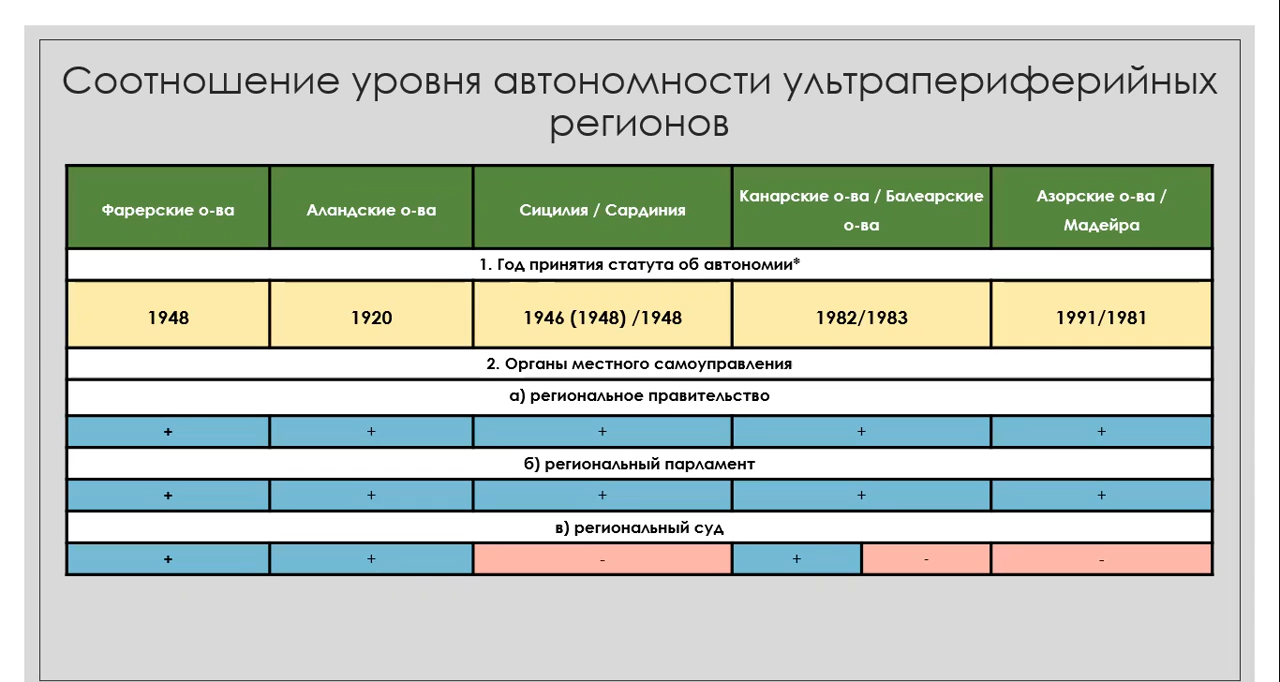 Соотношение уровня автономности ультрапериферийных
регионов
Фарерские о-ва
Аландские о-ва
Сицилия / Сардиния
Канарские о-ва / Балеарские
о-ва
Азорские о-ва /
Мадейра
1. Год принятия статута об автономии*
1948
1920
1946 (1948) /1948
1982/1983
1991/1981
2. Органы местного самоуправления
а) региональное правительство
+
+
+
+
+
б) региональный парламент
+
+
+
+
+
в) региональный суд
+
+
-
+
-
-